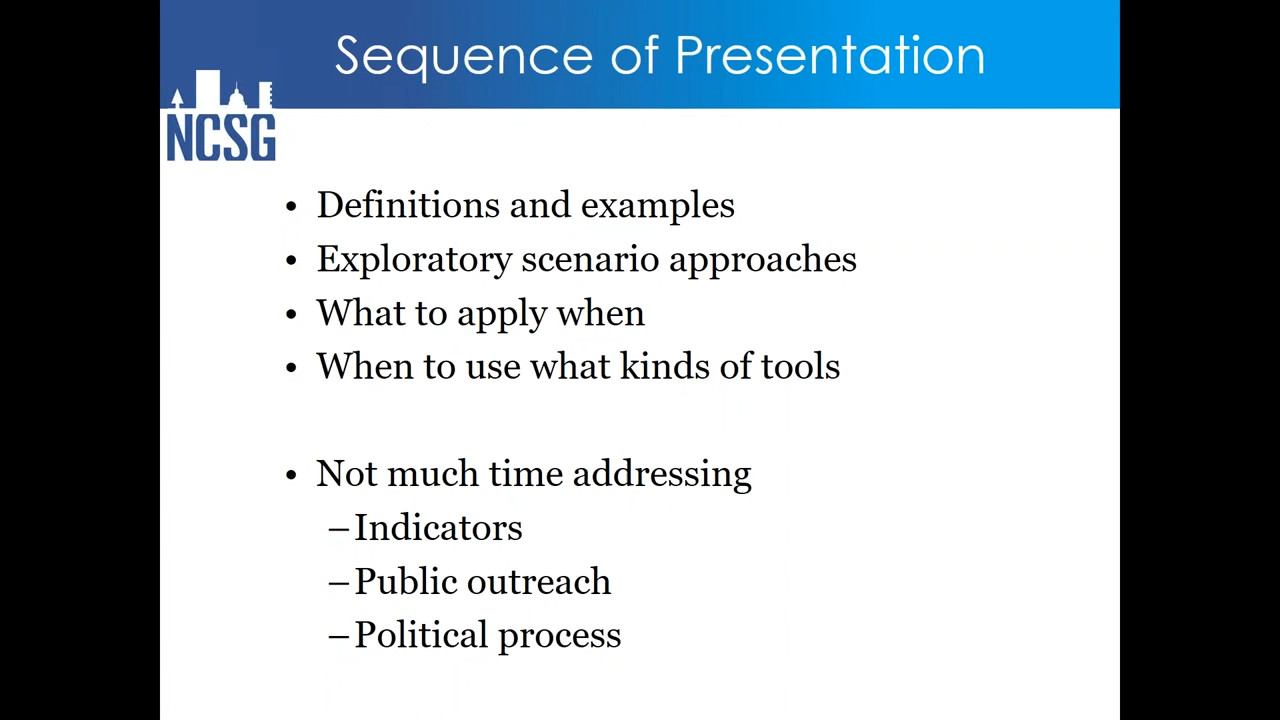 Sequence of Presentation
NCSG
• Definitions and examples
• Exploratory scenario approaches
• What to apply when
• When to use what kinds of tools
• Not much time addressing
–Indicators
–Public outreach
–Political process